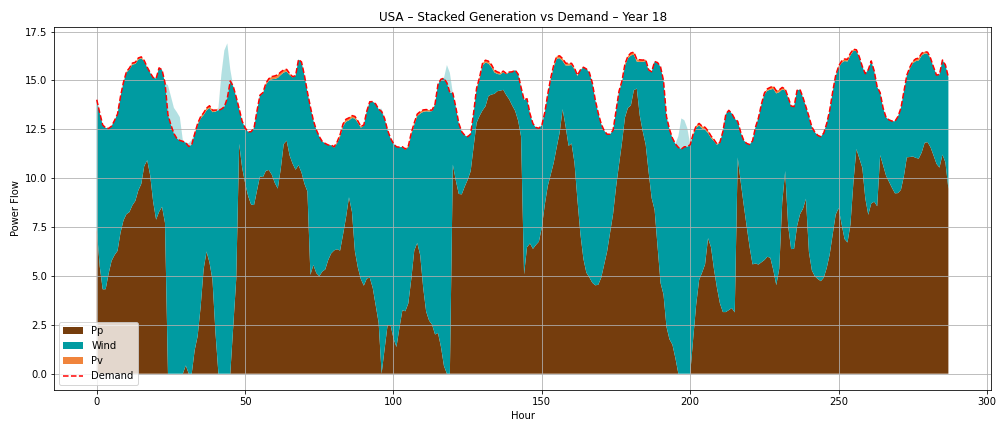 USA – Stacked Generation vs Demand – Year 18
17.5
15.0
12.5
10.0
7.5
5.0
2.5
0.0
Power Flow
Pp
Wind
Pv
Demand
0 50 100 150 200 250 300
Hour